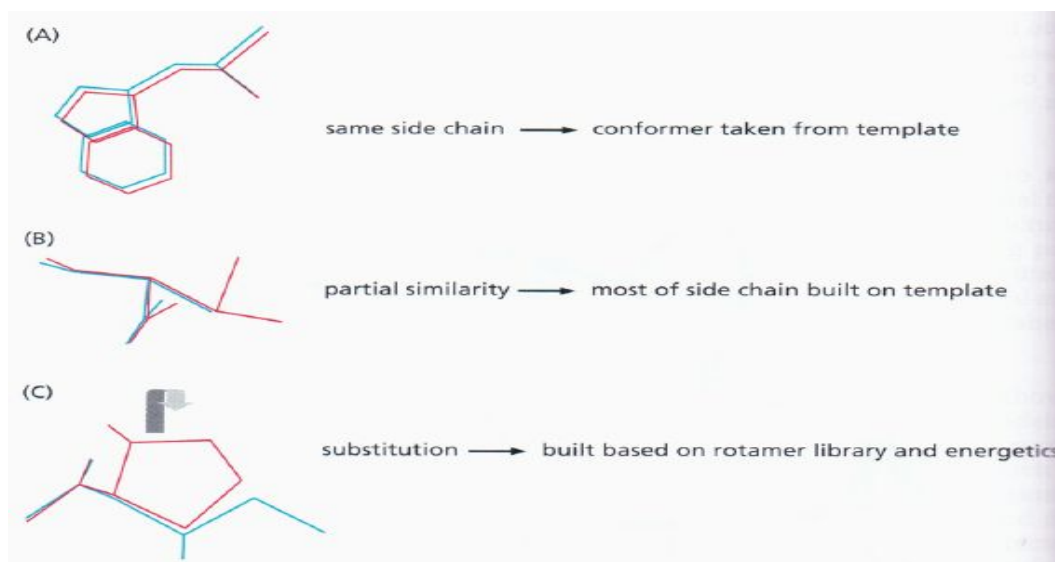 (A)
same side chain → conformer taken from template
(B)
partial similarity → most of side chain built on template
(C)
substitution → built based on rotamer library and energetics